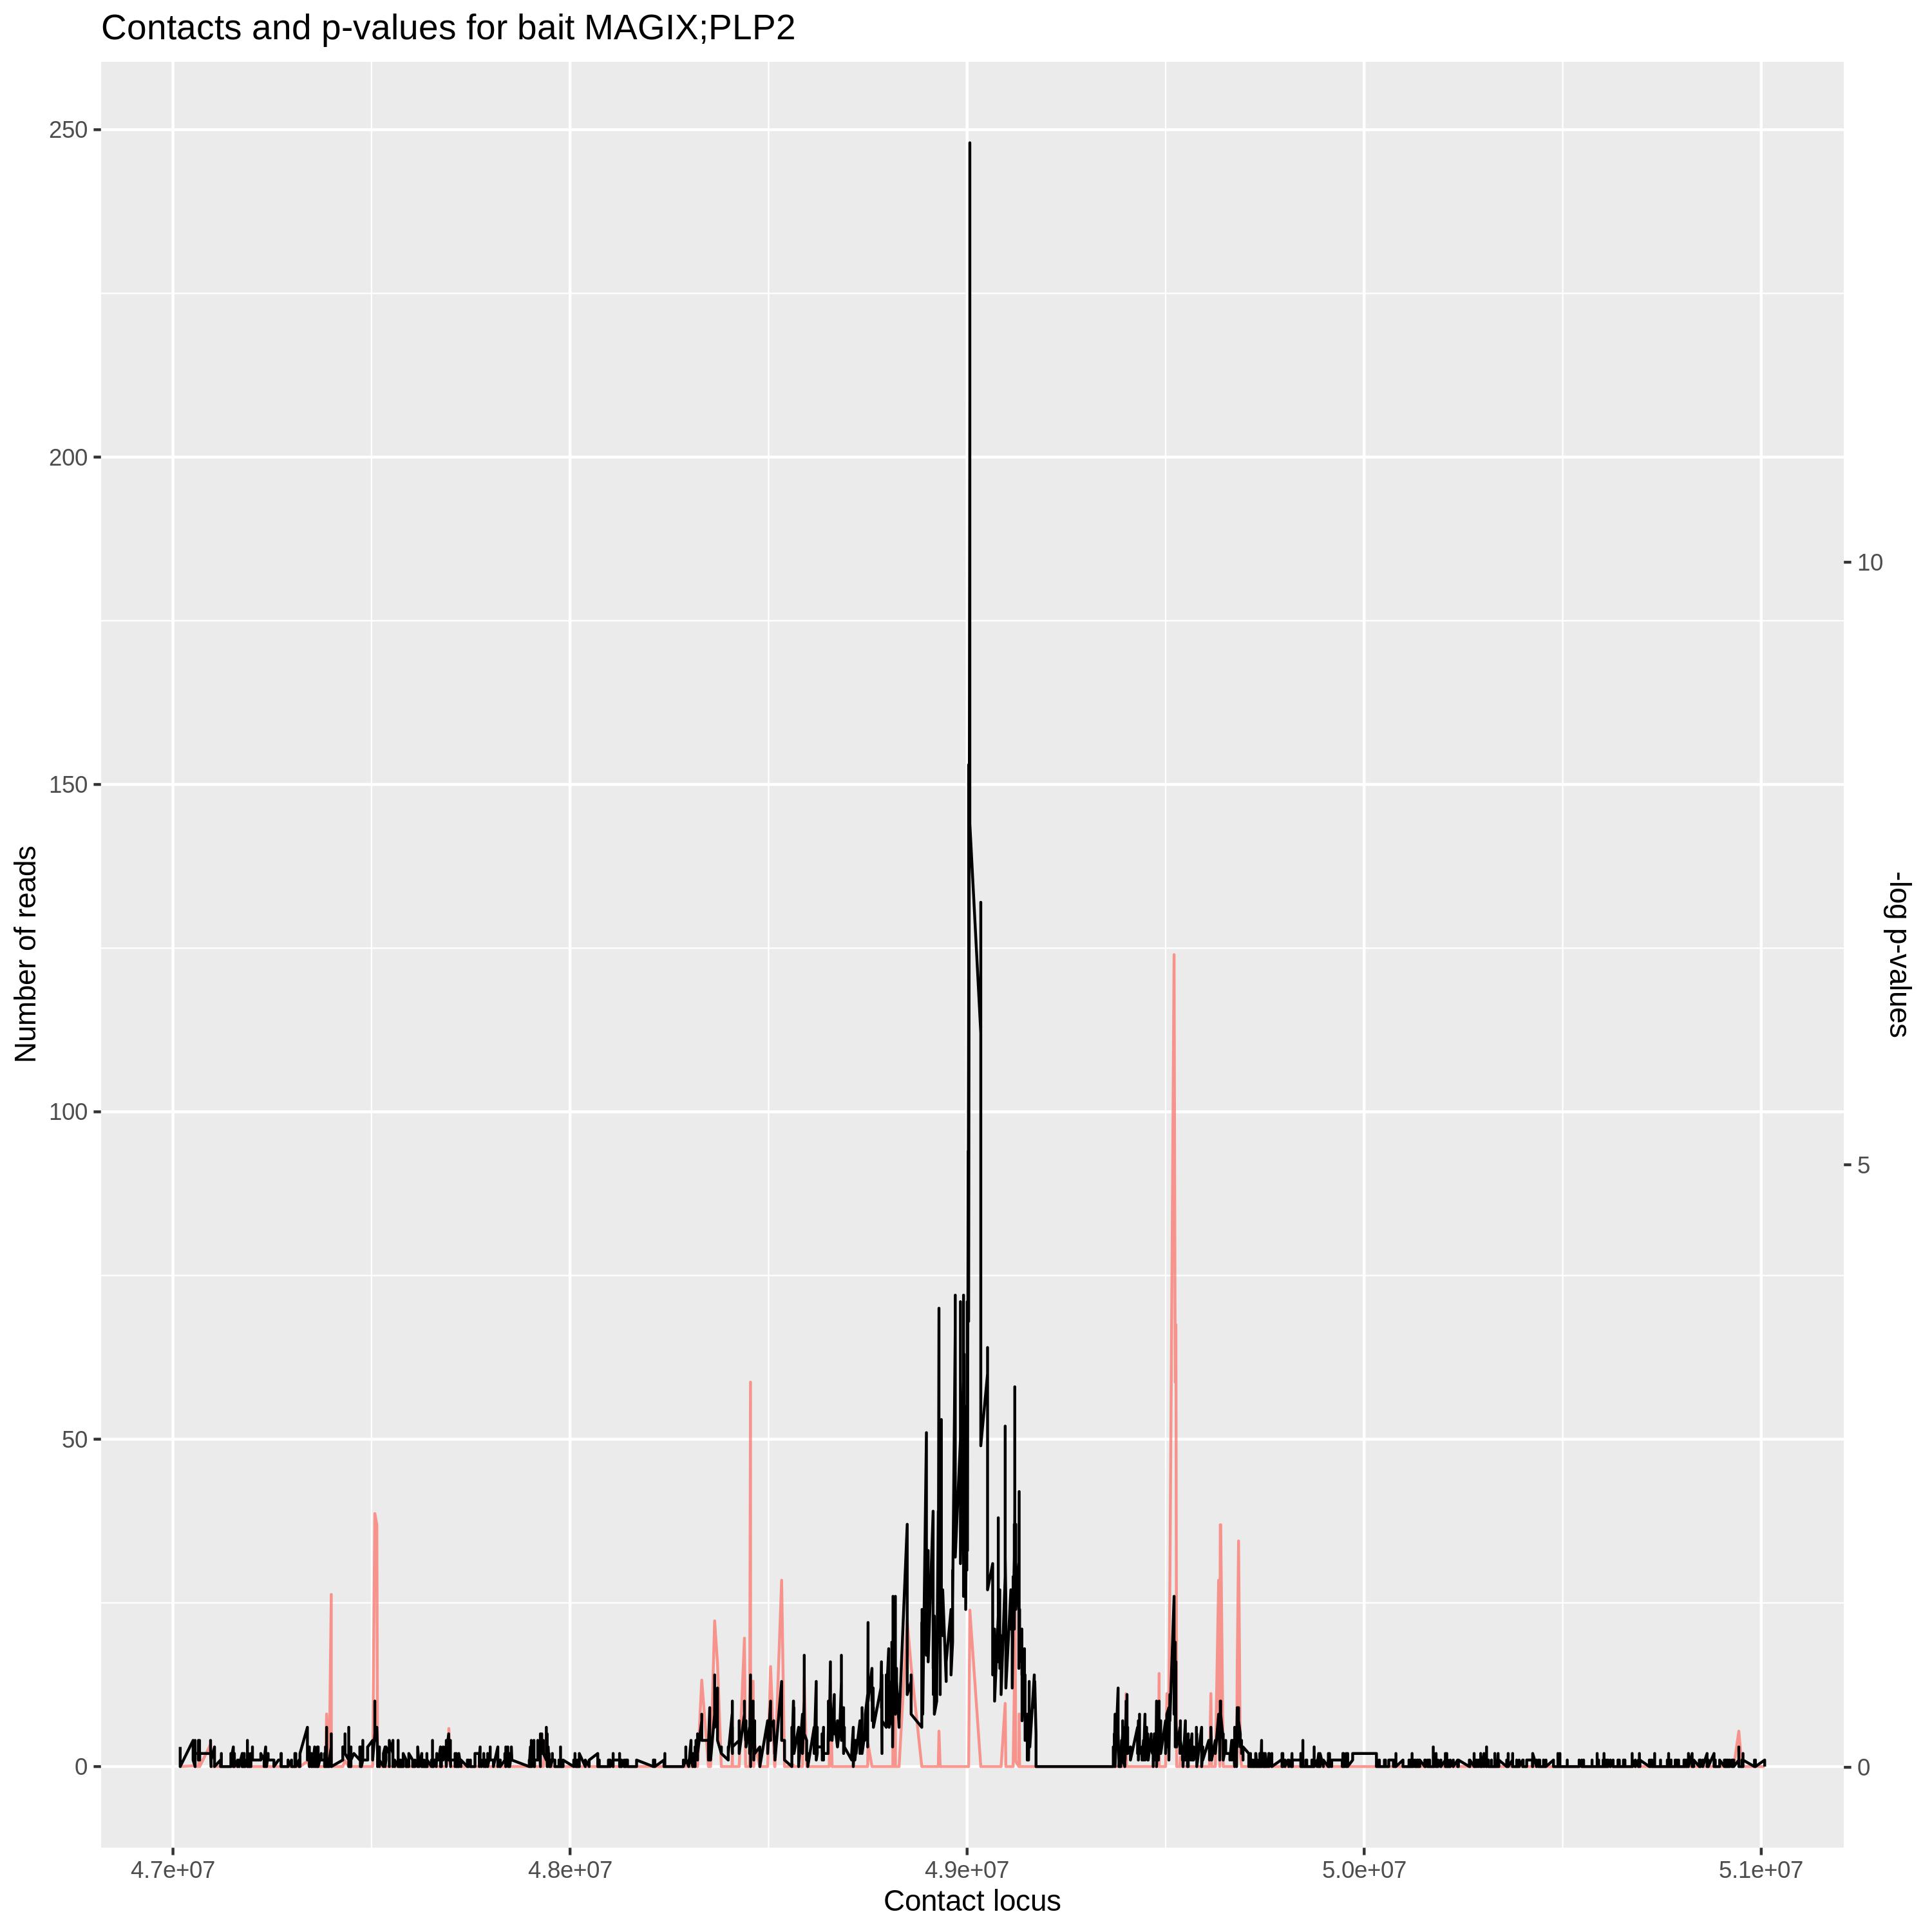 Contacts and p-values for bait MAGIX;PLP2
250
200
150
100
50
0
Number of reads
10
5
0
-log p-values
4.7e+07
4.8e+07
4.9e+07
5.0e+07
5.1e+07
Contact locus